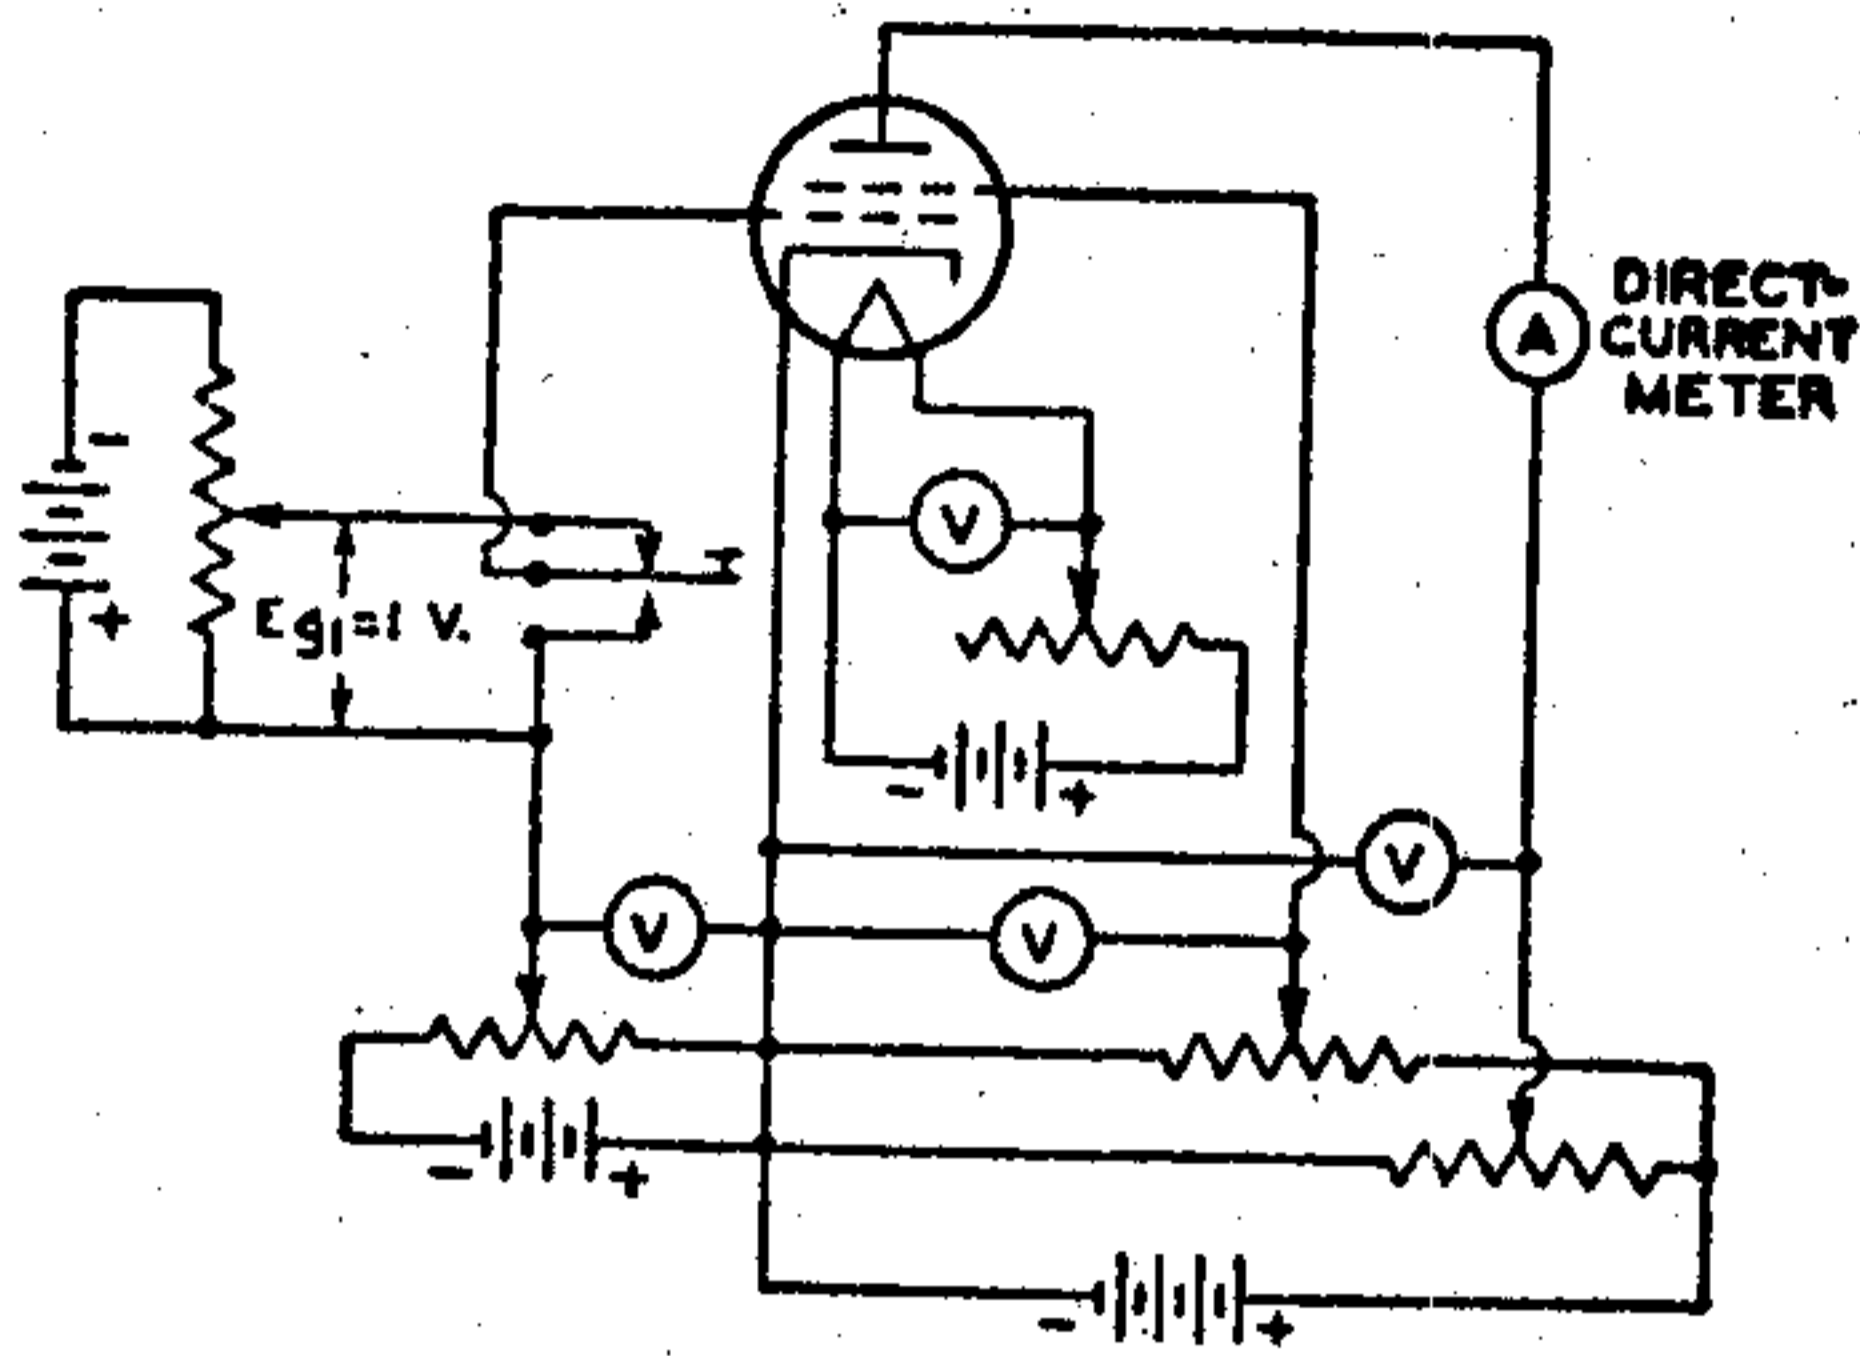 DIRECT-
CURRENT
METER
A
-
V
+
Eg1=1 V.
- +
V
V V
- +
- +